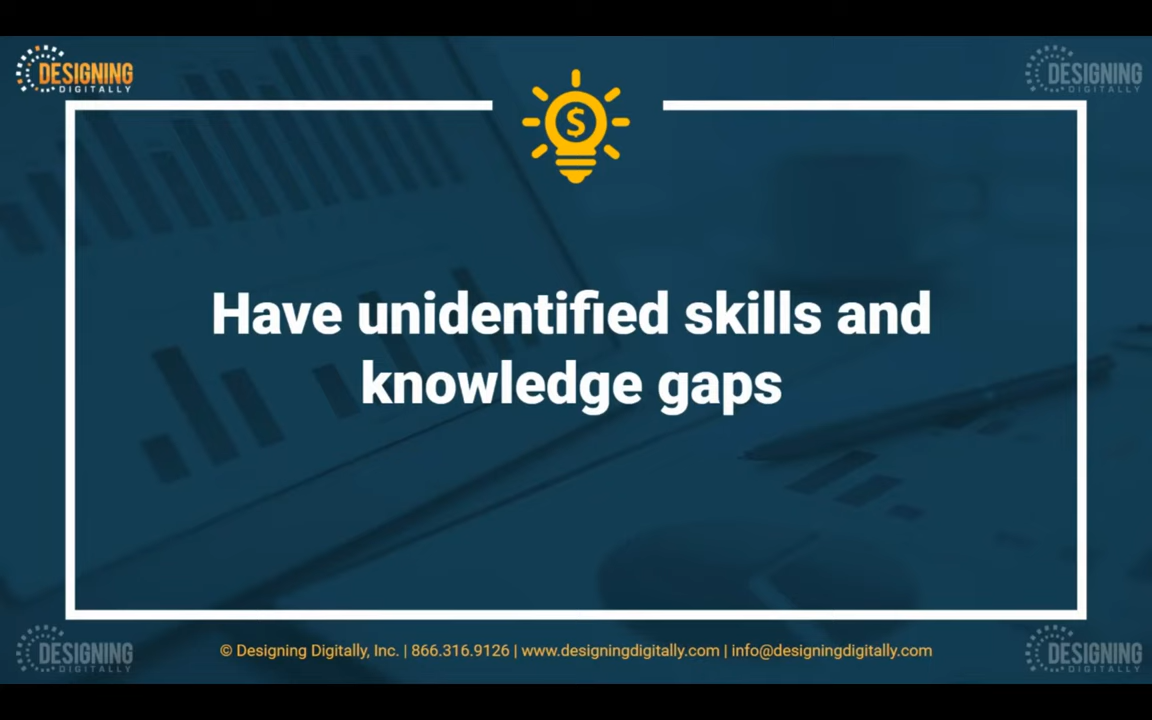 DESIGNING
DIGITALLY
DESIGNING
DIGITALLY
$
Have unidentified skills and
knowledge gaps
DESIGNING
DIGITALLY
© Designing Digitally, Inc. | 866.316.9126 | www.designingdigitally.com | info@designingdigitally.com
DESIGNING
DIGITALLY